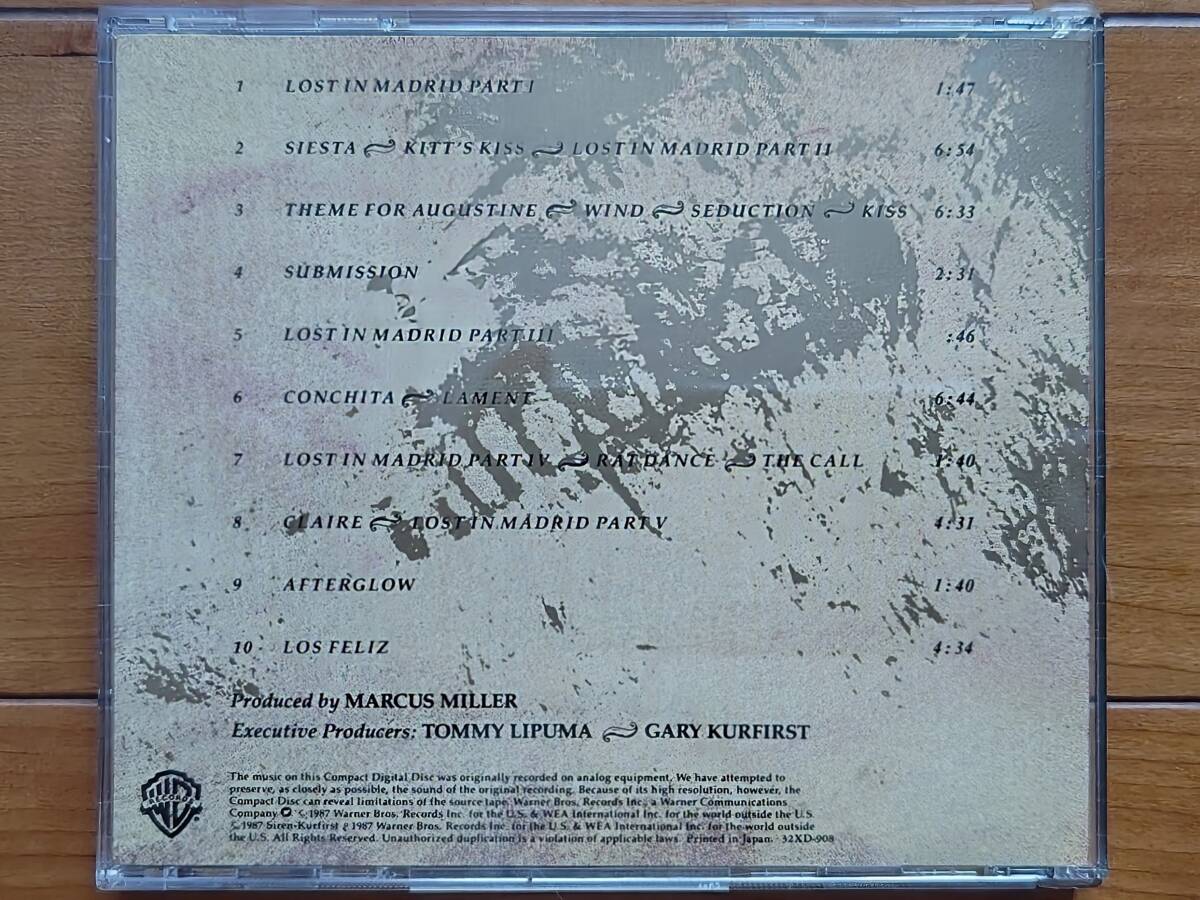 1 LOST IN MADRID PART I 1:47
2 SIESTA ~ KITT'S KISS ~ LOST IN MADRID PART II 6:54
3 THEME FOR AUGUSTINE ~ WIND ~ SEDUCTION ~ KISS 6:33
4 SUBMISSION 2:31
5 LOST IN MADRID PART III :46
6 CONCHITA ~ LAMENT 6:44
7 LOST IN MADRID PART IV ~ RAT DANCE ~ THE CALL 1:40
8 CLAIRE ~ LOST IN MADRID PART V 4:31
9 AFTERGLOW 1:40
10 LOS FELIZ 4:34
Produced by MARCUS MILLER
Executive Producers: TOMMY LIPUMA ~ GARY KURFIRST
The music on this Compact Digital Disc was originally recorded on analog equipment. We have attempted to
preserve, as closely as possible, the sound of the original recording. Because of its high resolution, however, the
Compact Disc can reveal limitations of the source tape. Warner Bros. Records Inc., a Warner Communications
Company ℗ © 1987 Warner Bros. Records Inc. for the U.S. & WEA International Inc. for the world outside the U.S.
© 1987 Siren-Kurfirst ℗ 1987 Warner Bros. Records Inc. for the U.S. & WEA International Inc. for the world outside
the U.S. All Rights Reserved. Unauthorized duplication is a violation of applicable laws. Printed in Japan. 32XD-908
WB RECORDS ®